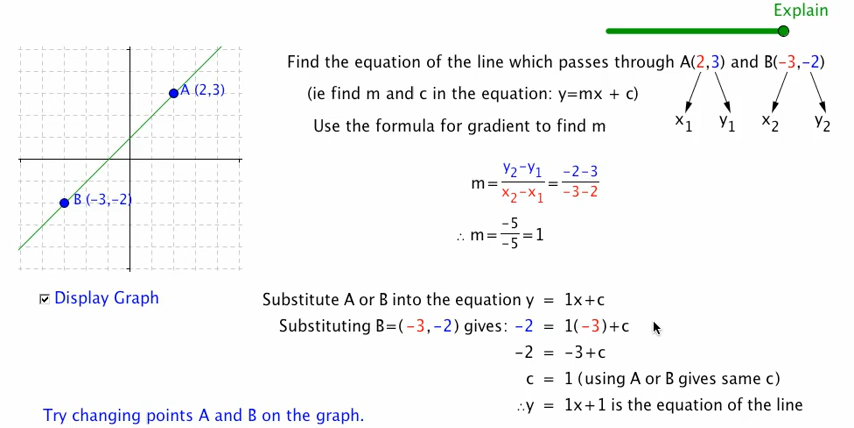 Explain
Find the equation of the line which passes through A(2,3) and B(-3,-2)
(ie find m and c in the equation: y=mx + c)
x₁ y₁ x₂ y₂
Use the formula for gradient to find m
A (2,3)
B (-3,-2)
m = y₂-y₁ / x₂-x₁ = -2-3 / -3-2
∴ m = -5 / -5 = 1
Display Graph
Substitute A or B into the equation y = 1x+c
Substituting B=(-3,-2) gives: -2 = 1(-3)+c
-2 = -3+c
c = 1 (using A or B gives same c)
∴y = 1x+1 is the equation of the line
Try changing points A and B on the graph.